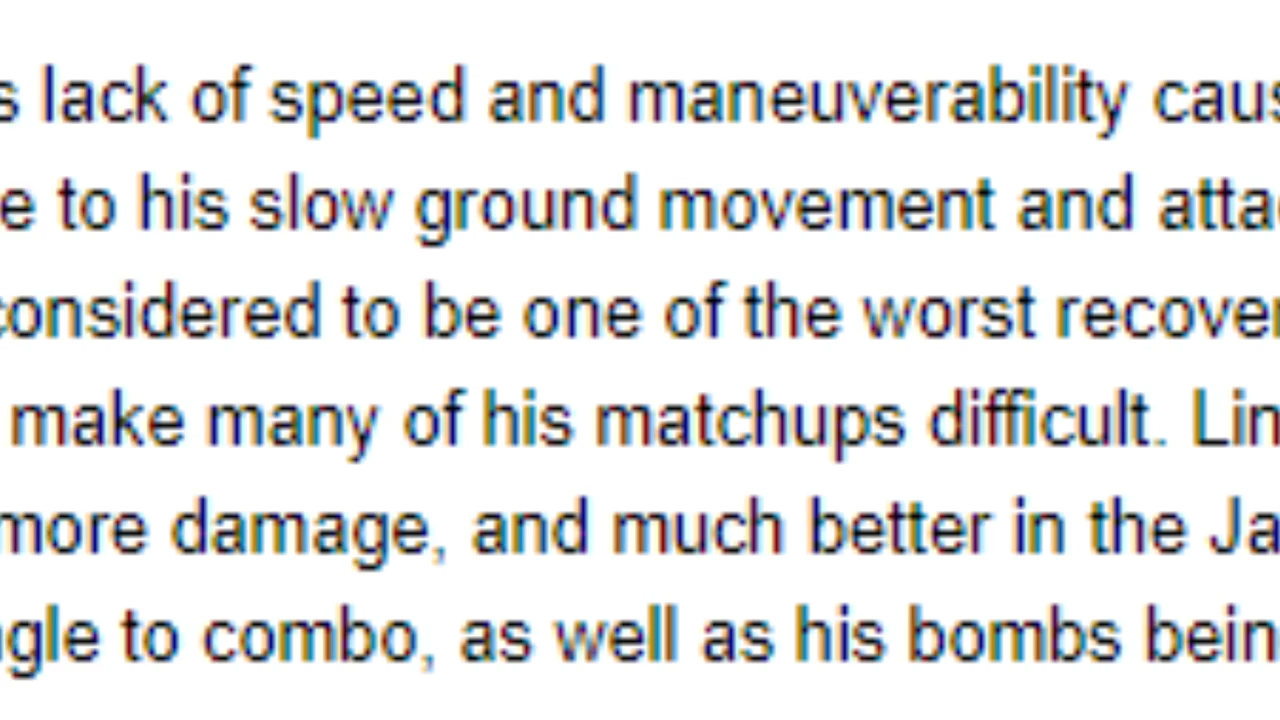 s lack of speed and maneuverability caus
e to his slow ground movement and atta
considered to be one of the worst recover
make many of his matchups difficult. Lin
more damage, and much better in the Ja
gle to combo, as well as his bombs bein